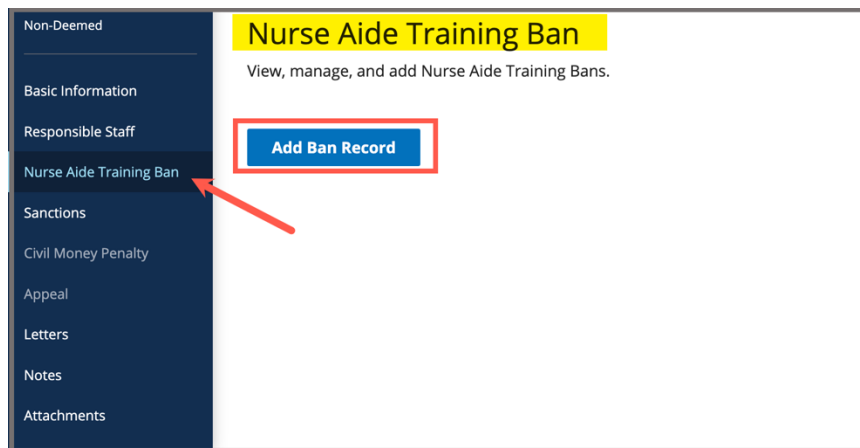 Non-Deemed
Basic Information
Responsible Staff
Nurse Aide Training Ban
Sanctions
Civil Money Penalty
Appeal
Letters
Notes
Attachments
Nurse Aide Training Ban
View, manage, and add Nurse Aide Training Bans.
Add Ban Record